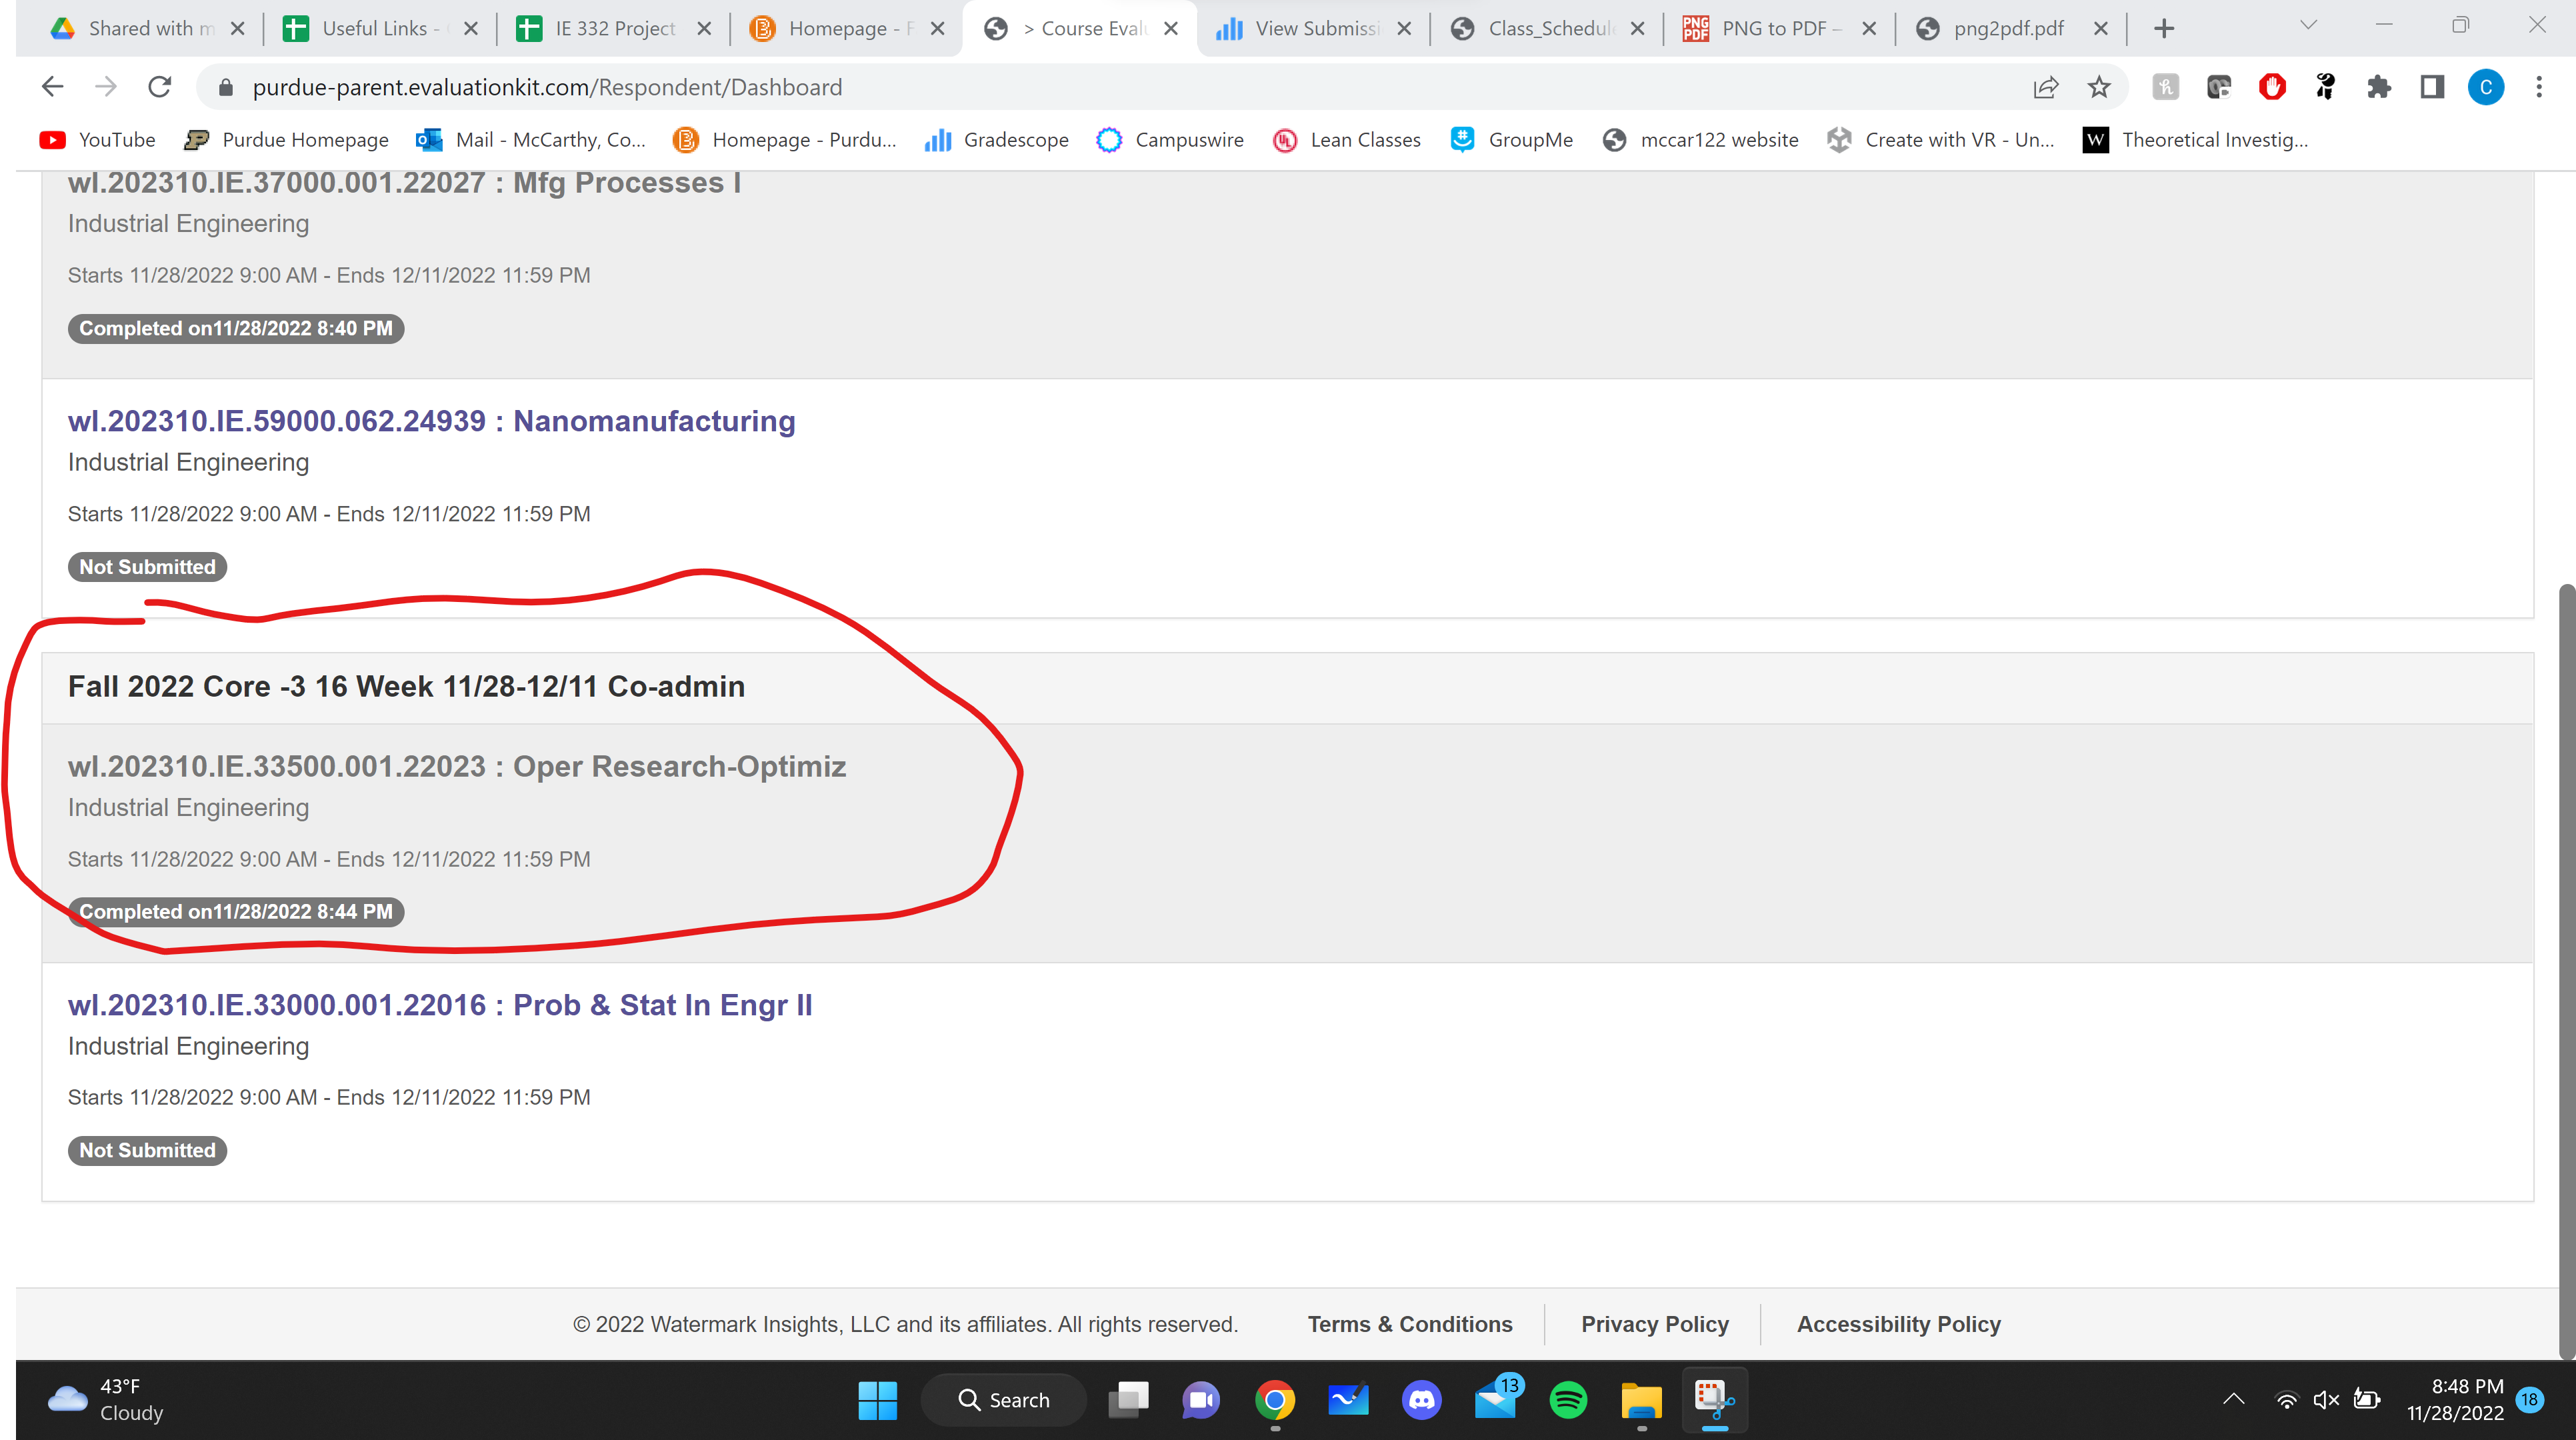 Shared with m
Useful Links -
IE 332 Project
Homepage - F
> Course Eval
View Submissi
Class_Schedul
PNG to PDF –
png2pdf.pdf
purdue-parent.evaluationkit.com/Respondent/Dashboard
YouTube
Purdue Homepage
Mail - McCarthy, Co...
Homepage - Purdu...
Gradescope
Campuswire
Lean Classes
GroupMe
mccar122 website
Create with VR - Un...
Theoretical Investig...
wl.202310.IE.37000.001.22027 : Mfg Processes I
Industrial Engineering
Starts 11/28/2022 9:00 AM - Ends 12/11/2022 11:59 PM
Completed on11/28/2022 8:40 PM
wl.202310.IE.59000.062.24939 : Nanomanufacturing
Industrial Engineering
Starts 11/28/2022 9:00 AM - Ends 12/11/2022 11:59 PM
Not Submitted
Fall 2022 Core -3 16 Week 11/28-12/11 Co-admin
wl.202310.IE.33500.001.22023 : Oper Research-Optimiz
Industrial Engineering
Starts 11/28/2022 9:00 AM - Ends 12/11/2022 11:59 PM
Completed on11/28/2022 8:44 PM
wl.202310.IE.33000.001.22016 : Prob & Stat In Engr II
Industrial Engineering
Starts 11/28/2022 9:00 AM - Ends 12/11/2022 11:59 PM
Not Submitted
© 2022 Watermark Insights, LLC and its affiliates. All rights reserved.
Terms & Conditions
Privacy Policy
Accessibility Policy
43°F
Cloudy
Search
13
8:48 PM
11/28/2022
18